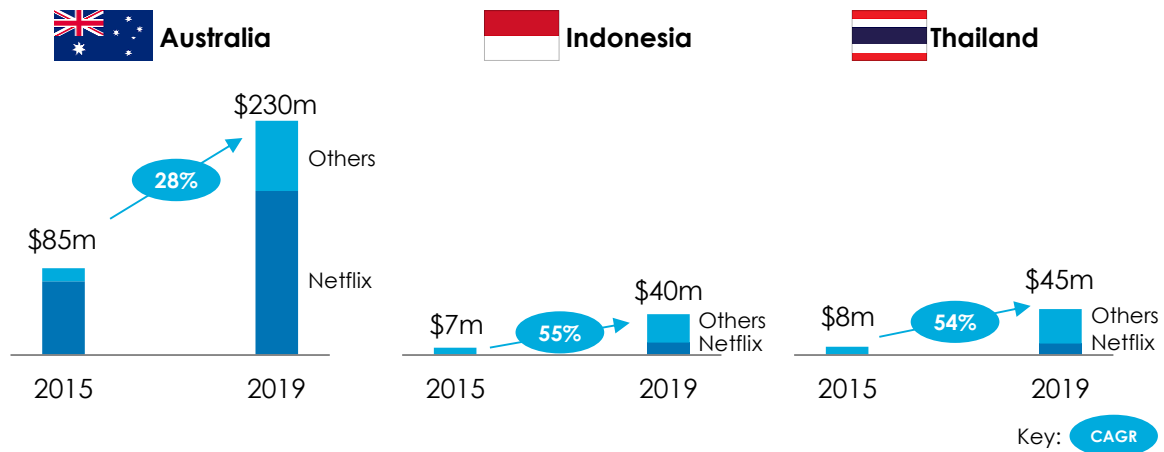 Australia
$230m
Others
28%
$85m
Netflix
2015 2019
Indonesia
$40m
$7m
55%
Others
Netflix
2015 2019
Thailand
$45m
$8m
54%
Others
Netflix
2015 2019
Key: CAGR